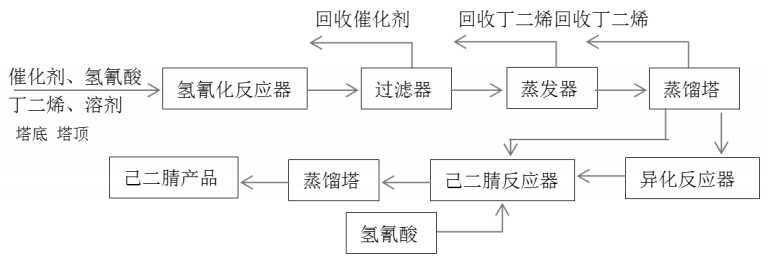 回收催化剂 回收丁二烯回收丁二烯
催化剂、氢氰酸
丁二烯、溶剂
氢氰化反应器 过滤器 蒸发器 蒸馏塔
塔底 塔顶
己二腈产品 蒸馏塔 己二腈反应器 异化反应器
氢氰酸